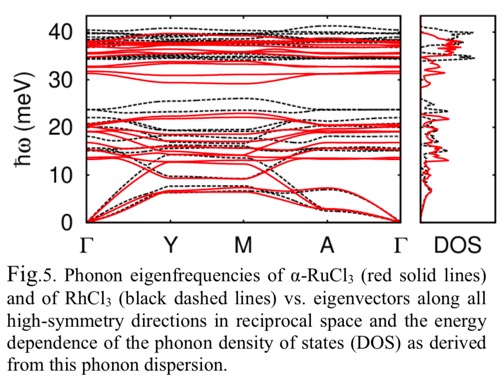 40
30
20
10
0
ħω (meV)
Γ Y M A Γ
DOS
Fig.5. Phonon eigenfrequencies of α-RuCl3 (red solid lines)
and of RhCl3 (black dashed lines) vs. eigenvectors along all
high-symmetry directions in reciprocal space and the energy
dependence of the phonon density of states (DOS) as derived
from this phonon dispersion.